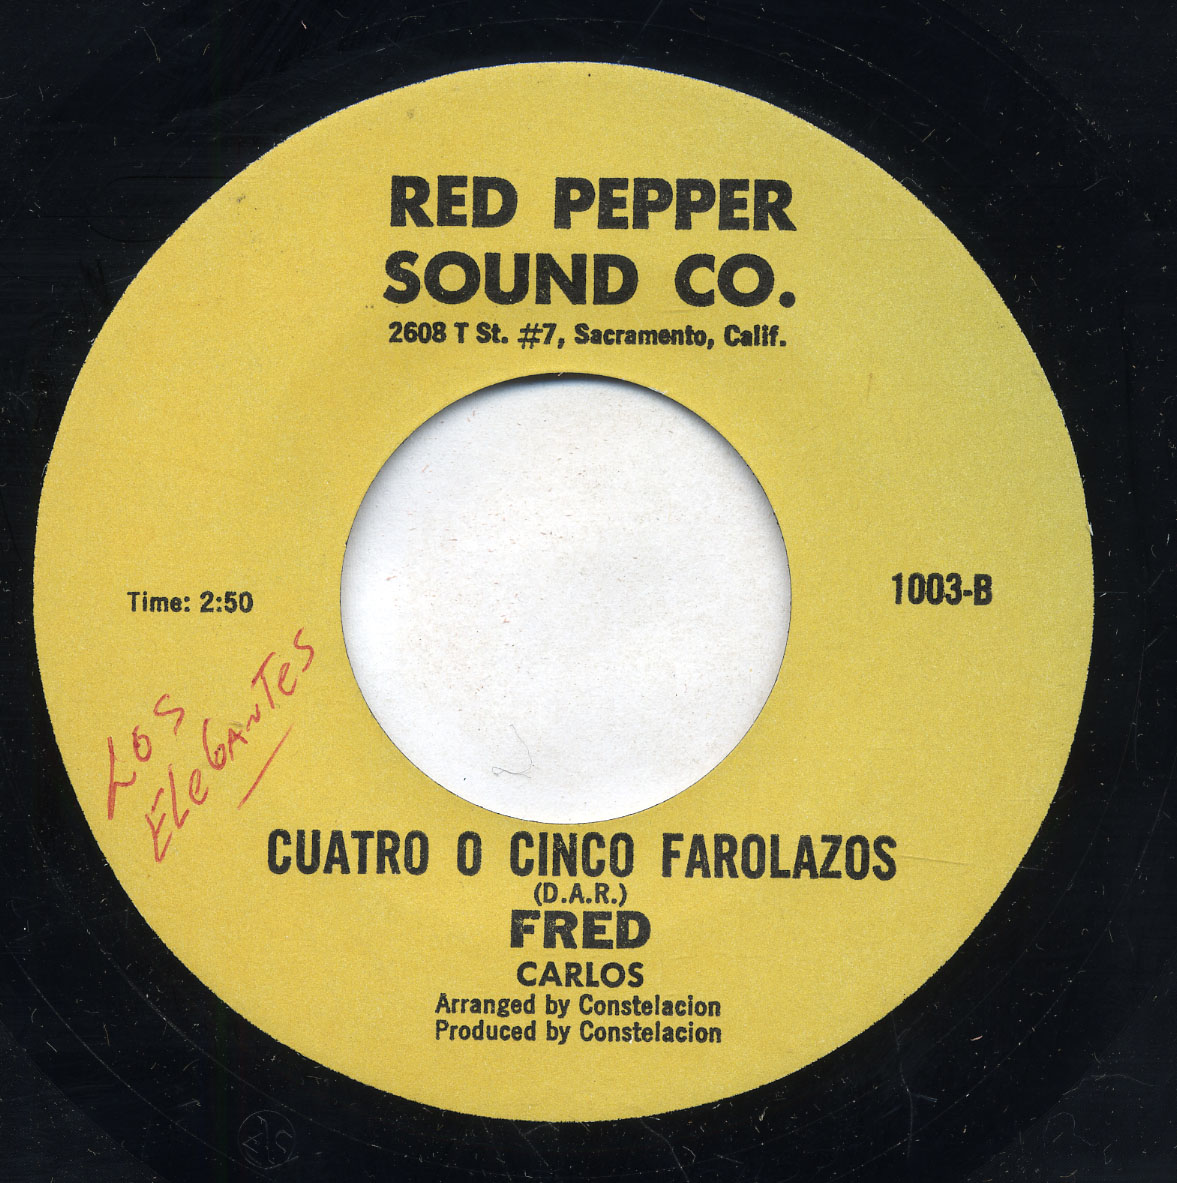 RED PEPPER
SOUND CO.
2608 T St. #7, Sacramento, Calif.
Time: 2:50
1003-B
LOS
ELEGANTES
CUATRO O CINCO FAROLAZOS
(D.A.R.)
FRED
CARLOS
Arranged by Constelacion
Produced by Constelacion